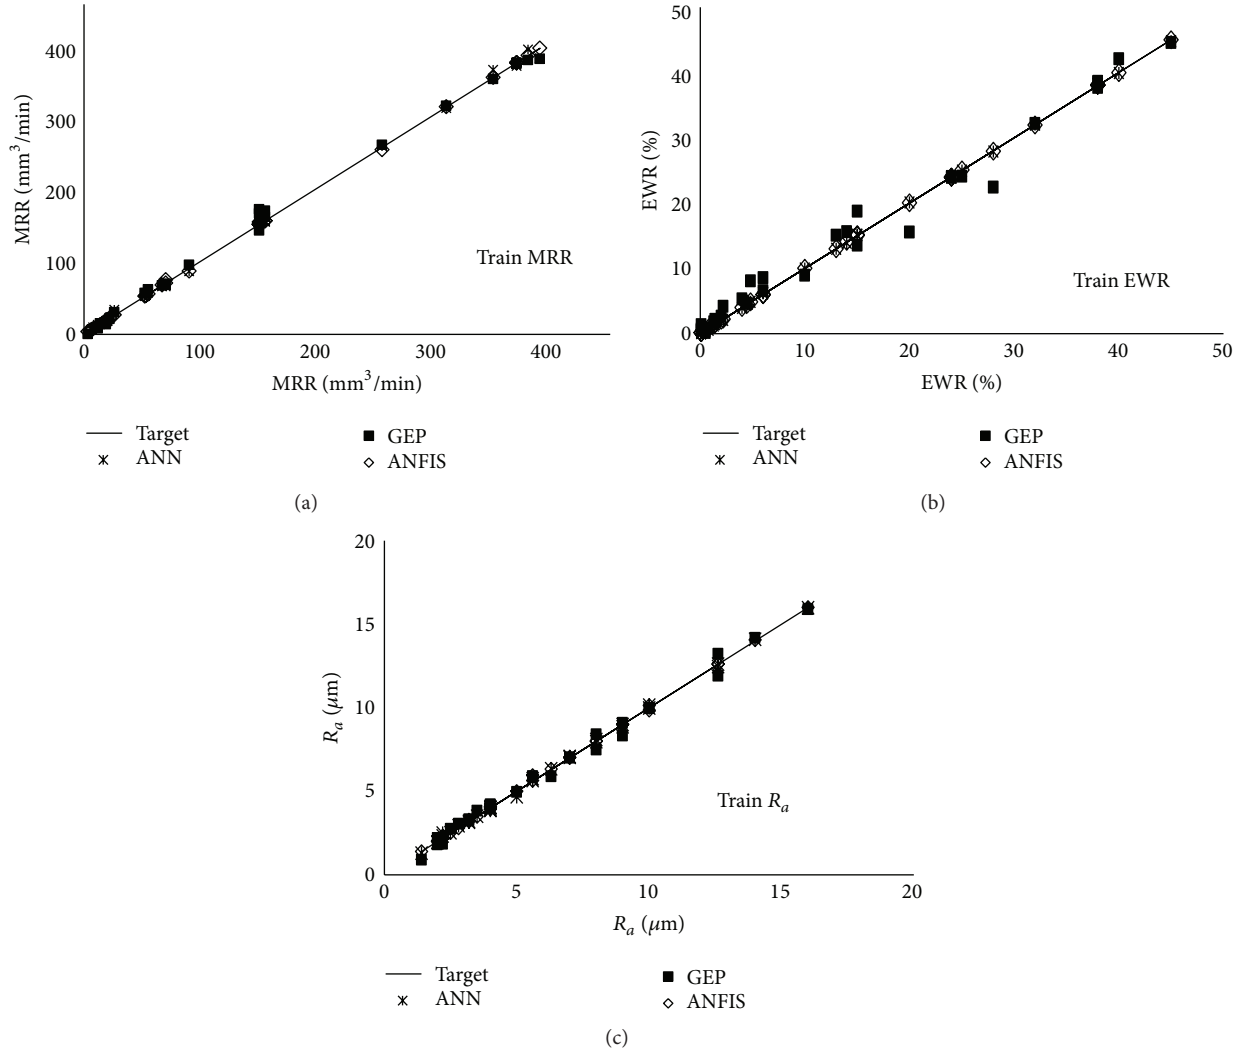 400
300
200
100
0
MRR (mm³/min)
Train MRR
0
100
200
300
400
MRR (mm³/min)
Target
GEP
ANN
ANFIS
(a)
50
40
30
20
10
0
EWR (%)
Train EWR
0
10
20
30
40
50
EWR (%)
Target
GEP
ANN
ANFIS
(b)
20
15
10
5
0
Rₐ (μm)
Train Rₐ
0
5
10
15
20
Rₐ (μm)
Target
GEP
ANN
ANFIS
(c)